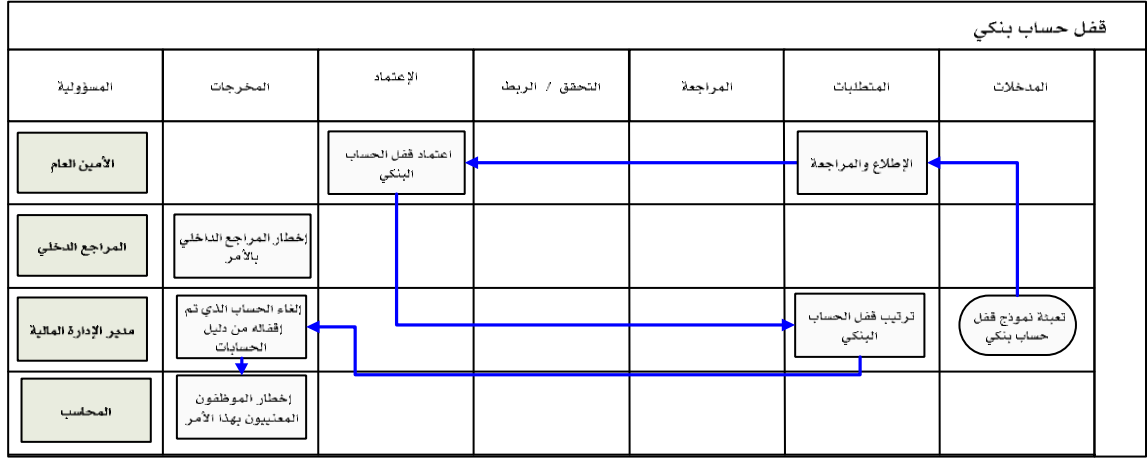 قفل حساب بنكي
المدخلات
المتطلبات
المراجعة
التحقق / الربط
الإعتماد
المخرجات
المسؤولية
الإطلاع والمراجعة
اعتماد قفل الحساب
البنكي
الأمين العام
إخطار المراجع الداخلي
بالأمر
المراجع الدخلي
تعبئة نموذج قفل
حساب بنكي
ترتيب قفل الحساب
البنكي
إلغاء الحساب الذي تم
إقفاله من دليل
الحسابات
مدير الإدارة المالية
إخطار الموظفون
المعنييون بهذا الأمر
المحاسب